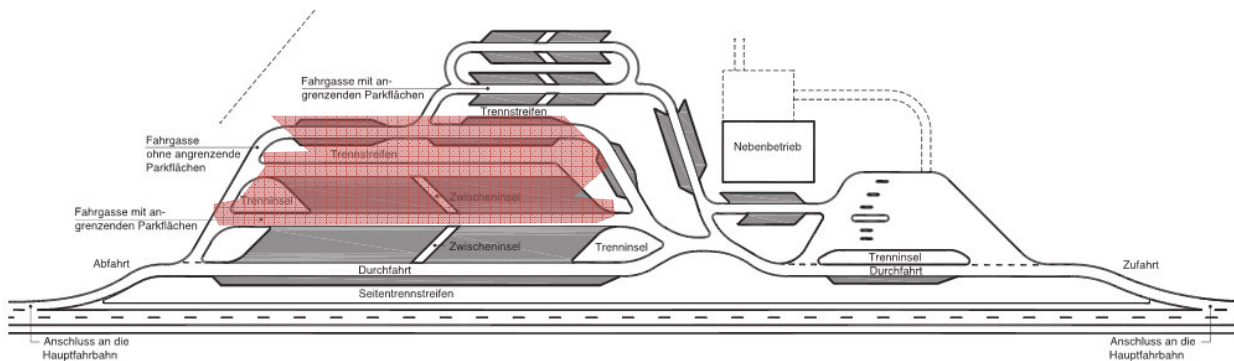 Fahrgasse mit an-
grenzenden Parkflächen
Trennstreifen
Fahrgasse
ohne angrenzende
Parkflächen
Trennstreifen
Nebenbetrieb
Trenninsel
Zwischeninsel
Fahrgasse mit an-
grenzenden Parkflächen
Zwischeninsel
Trenninsel
Trenninsel
Abfahrt
Durchfahrt
Durchfahrt
Zufahrt
Seitentrennstreifen
Anschluss an die
Hauptfahrbahn
Anschluss an die
Hauptfahrbahn